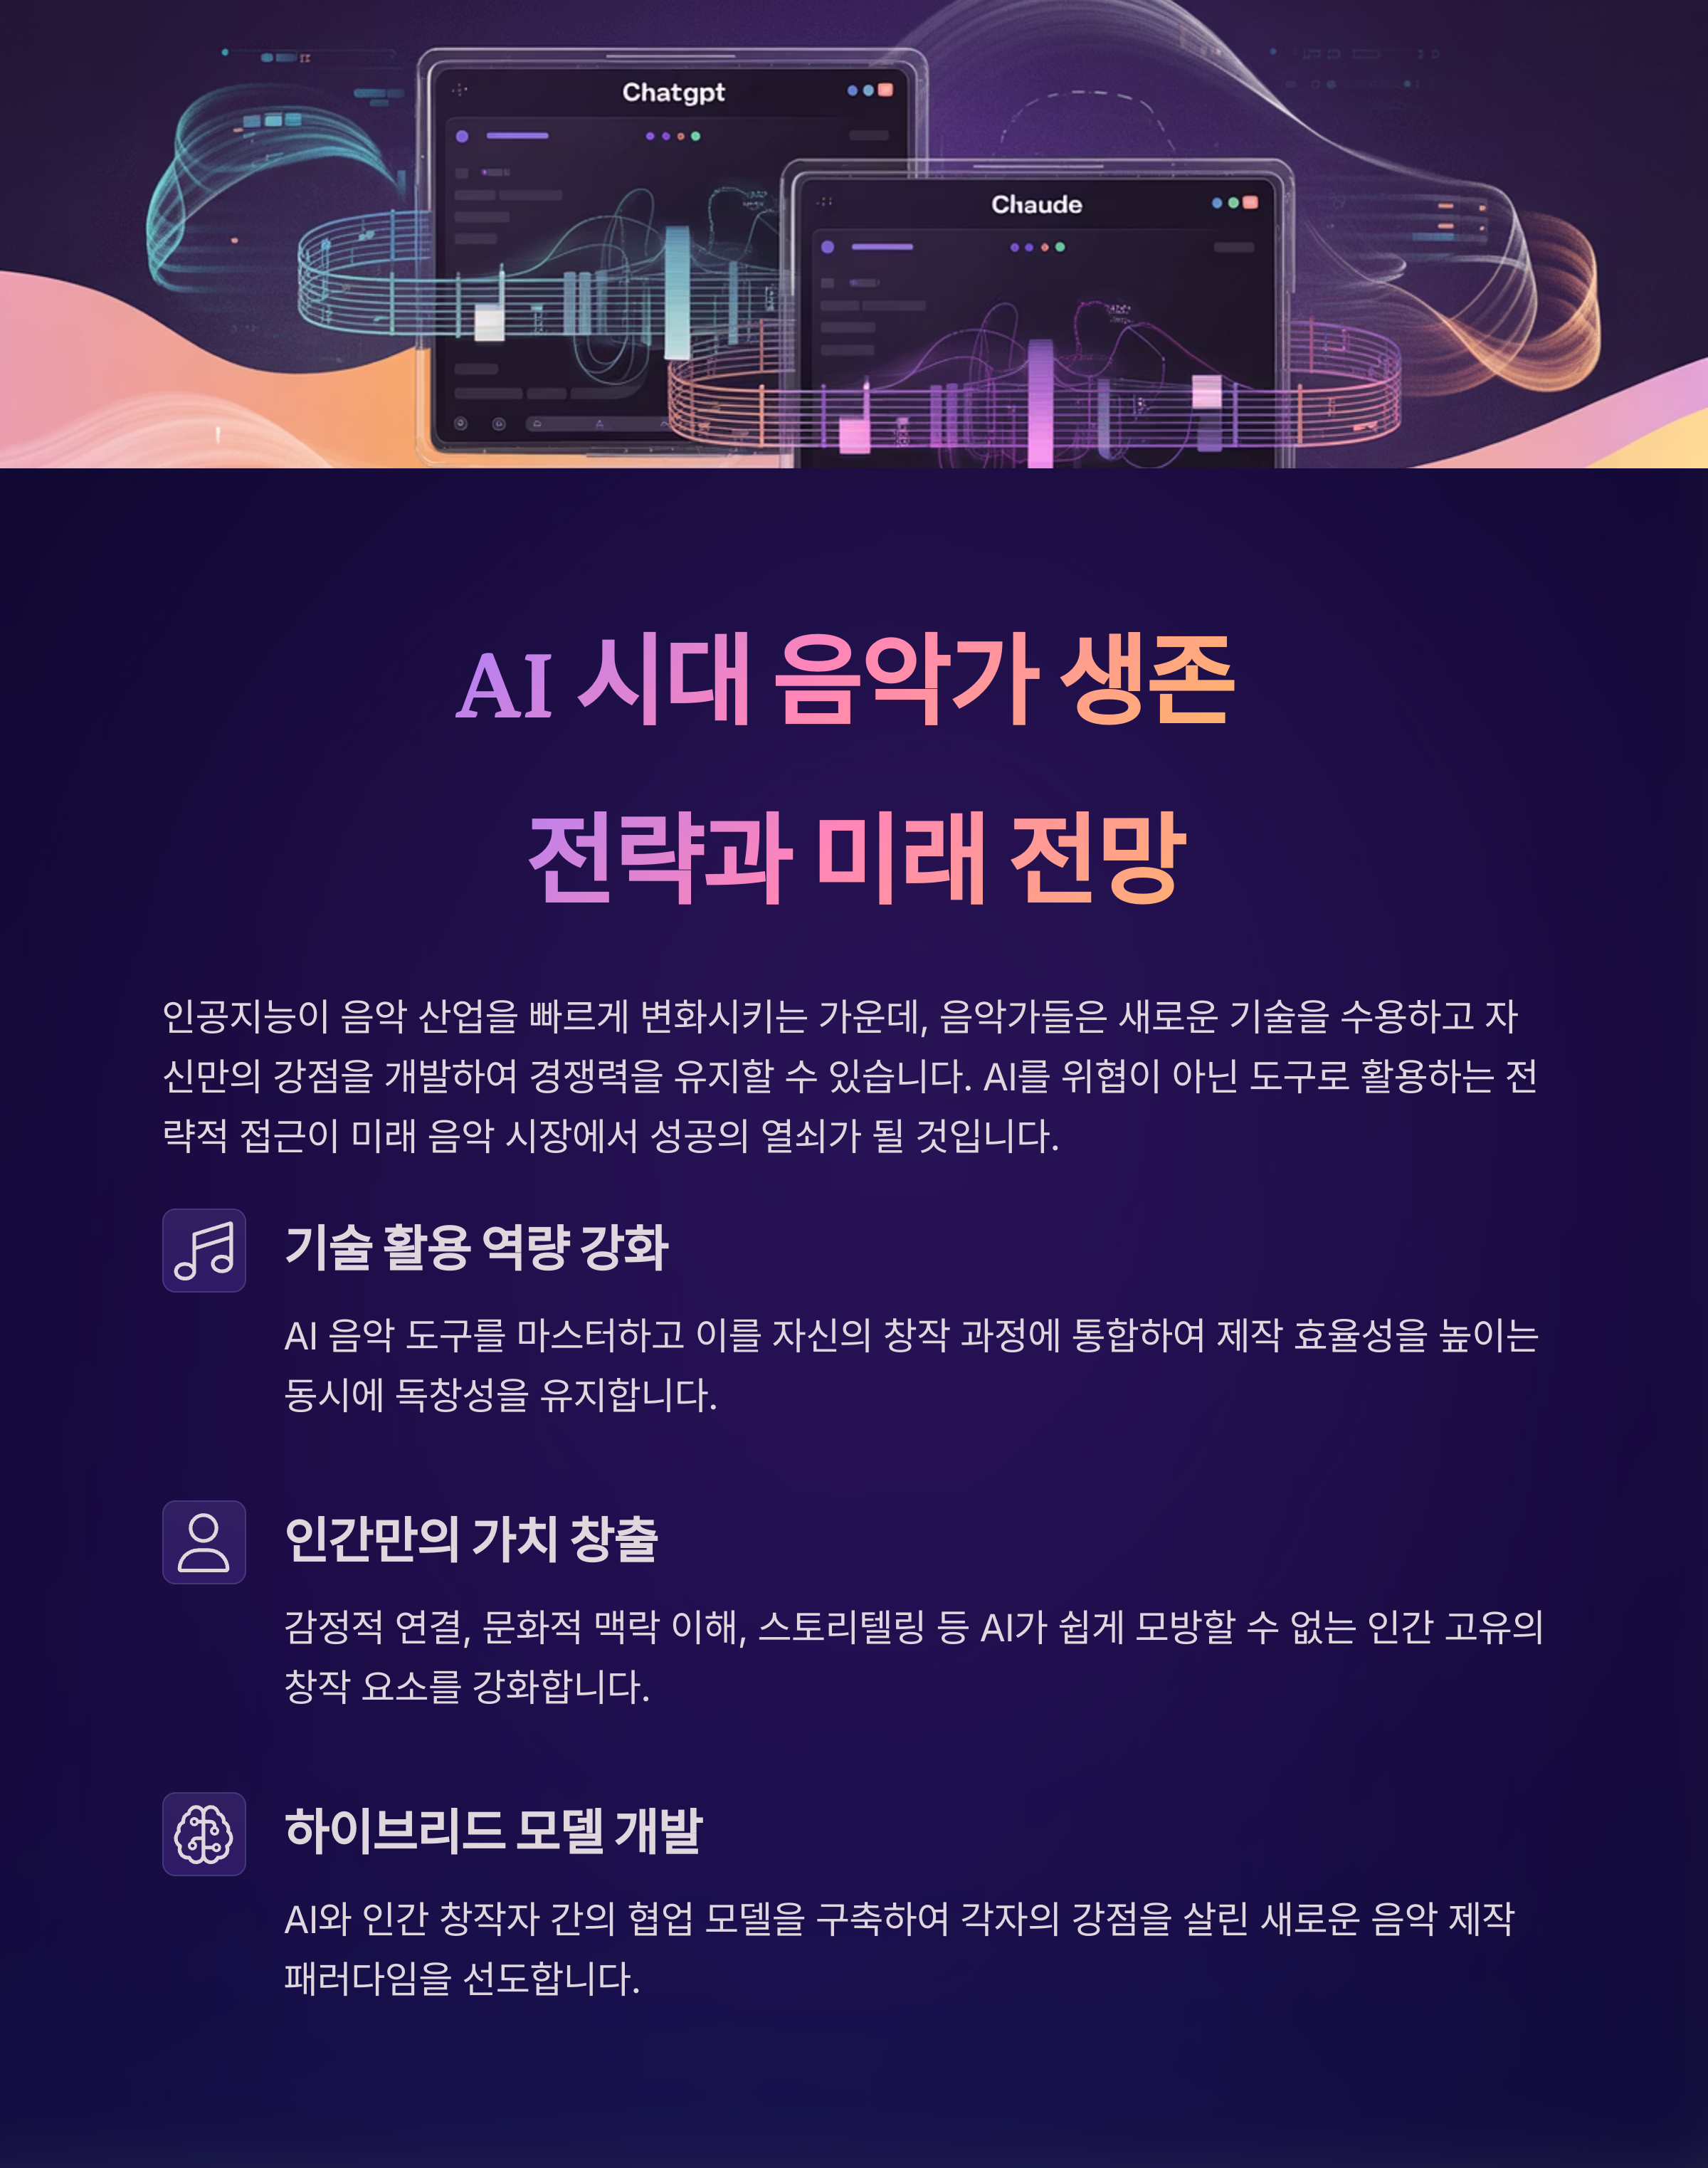 Chatgpt
Chaude
AI 시대 음악가 생존
전략과 미래 전망
인공지능이 음악 산업을 빠르게 변화시키는 가운데, 음악가들은 새로운 기술을 수용하고 자
신만의 강점을 개발하여 경쟁력을 유지할 수 있습니다. AI를 위협이 아닌 도구로 활용하는 전
략적 접근이 미래 음악 시장에서 성공의 열쇠가 될 것입니다.
기술 활용 역량 강화
AI 음악 도구를 마스터하고 이를 자신의 창작 과정에 통합하여 제작 효율성을 높이는
동시에 독창성을 유지합니다.
인간만의 가치 창출
감정적 연결, 문화적 맥락 이해, 스토리텔링 등 AI가 쉽게 모방할 수 없는 인간 고유의
창작 요소를 강화합니다.
하이브리드 모델 개발
AI와 인간 창작자 간의 협업 모델을 구축하여 각자의 강점을 살린 새로운 음악 제작
패러다임을 선도합니다.